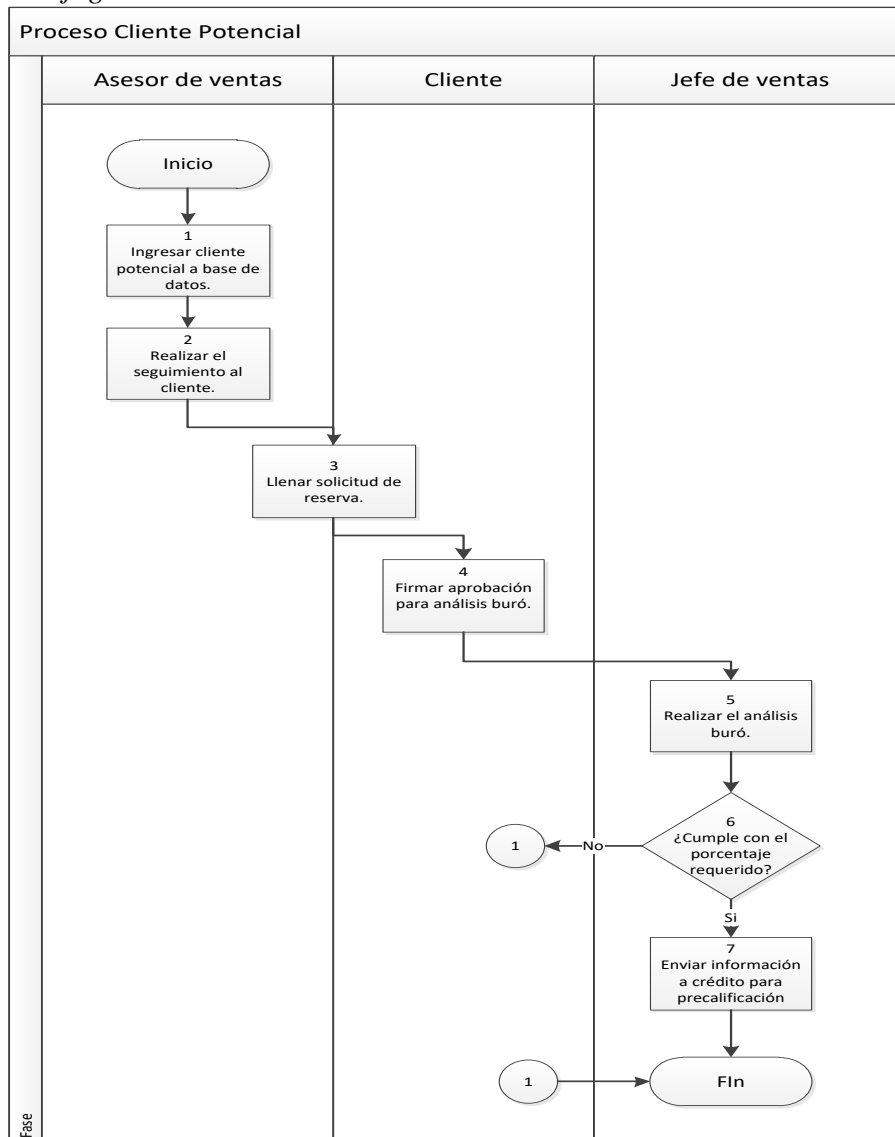 Proceso Cliente Potencial
Asesor de ventas
Cliente
Jefe de ventas
Inicio
1
Ingresar cliente
potencial a base de
datos.
2
Realizar el
seguimiento al
cliente.
3
Llenar solicitud de
reserva.
4
Firmar aprobación
para análisis buró.
5
Realizar el análisis
buró.
6
¿Cumple con el
porcentaje
requerido?
No
1
Si
7
Enviar información
a crédito para
precalificación
1
FIn
Fase